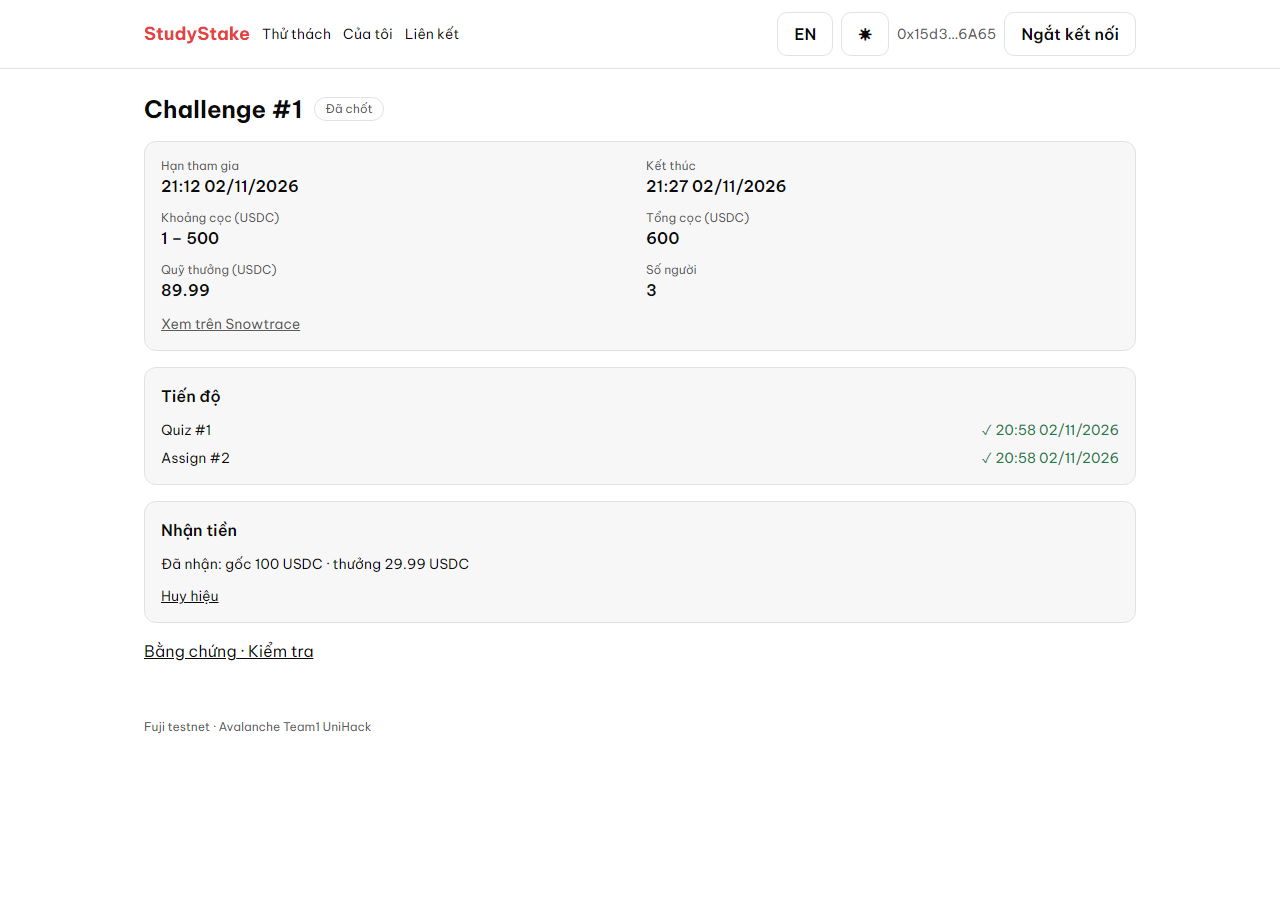 StudyStake Thử thách Của tôi Liên kết EN ☀ 0x15d3…6A65 Ngắt kết nối
Challenge #1 Đã chốt
Hạn tham gia
21:12 02/11/2026
Kết thúc
21:27 02/11/2026
Khoảng cọc (USDC)
1 – 500
Tổng cọc (USDC)
600
Quỹ thưởng (USDC)
89.99
Số người
3
Xem trên Snowtrace
Tiến độ
Quiz #1 ✓ 20:58 02/11/2026
Assign #2 ✓ 20:58 02/11/2026
Nhận tiền
Đã nhận: gốc 100 USDC · thưởng 29.99 USDC
Huy hiệu
Bằng chứng · Kiểm tra
Fuji testnet · Avalanche Team1 UniHack